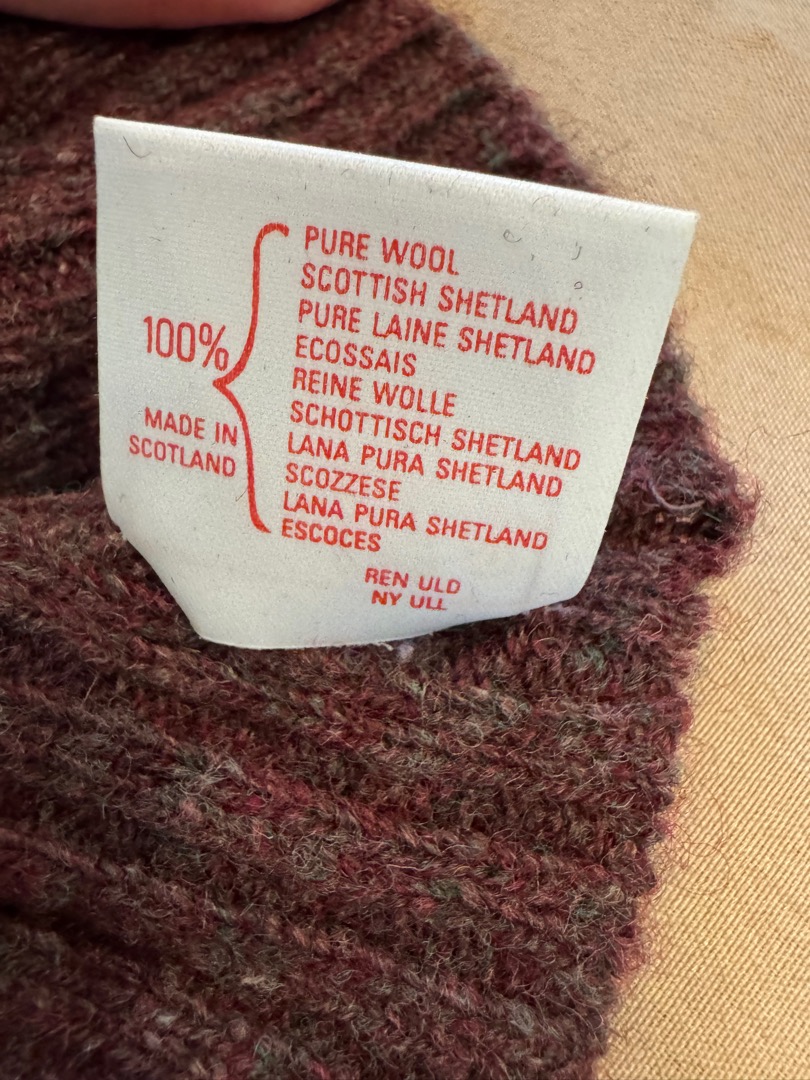 100%
MADE IN
SCOTLAND
PURE WOOL
SCOTTISH SHETLAND
PURE LAINE SHETLAND
ECOSSAIS
REINE WOLLE
SCHOTTISCH SHETLAND
LANA PURA SHETLAND
SCOZZESE
LANA PURA SHETLAND
ESCOCES
REN ULD
NY ULL